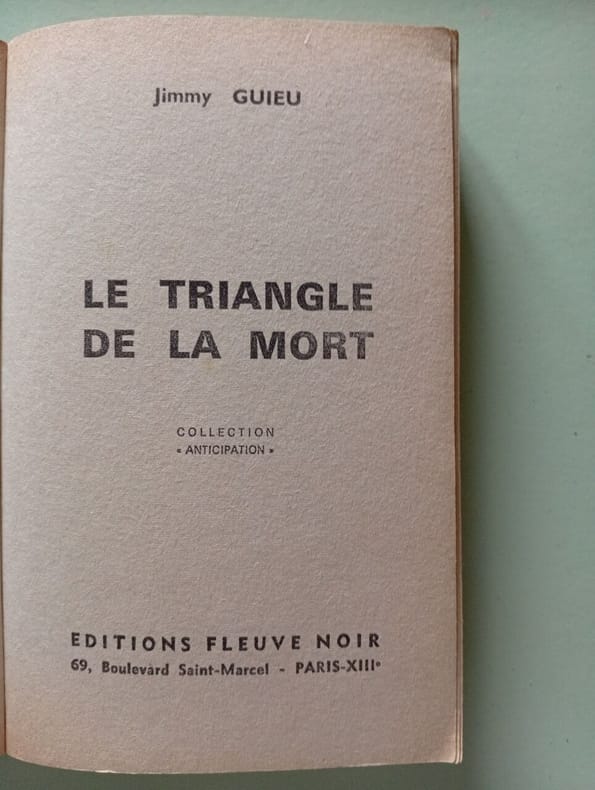 Jimmy GUIEU
LE TRIANGLE
DE LA MORT
COLLECTION
« ANTICIPATION »
EDITIONS FLEUVE NOIR
69, Boulevard Saint-Marcel - PARIS-XIIIᵉ